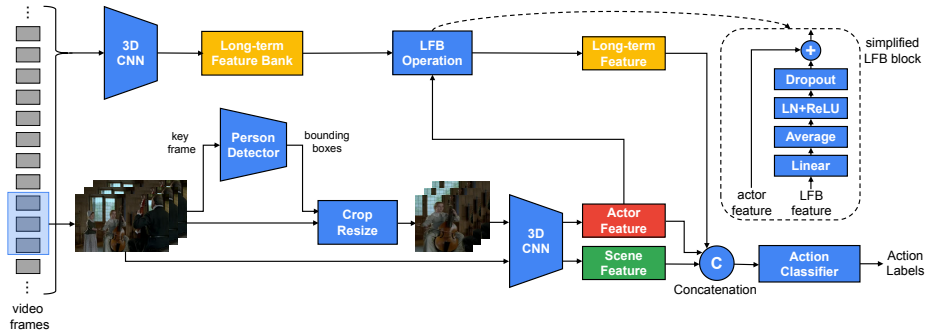 3D
CNN
Long-term
Feature Bank
LFB
Operation
Long-term
Feature
+
simplified
LFB block
Dropout
LN+ReLU
Average
Linear
actor
feature
LFB
feature
key
frame
Person
Detector
bounding
boxes
Crop
Resize
3D
CNN
Actor
Feature
Scene
Feature
C
Concatenation
Action
Classifier
Action
Labels
video
frames